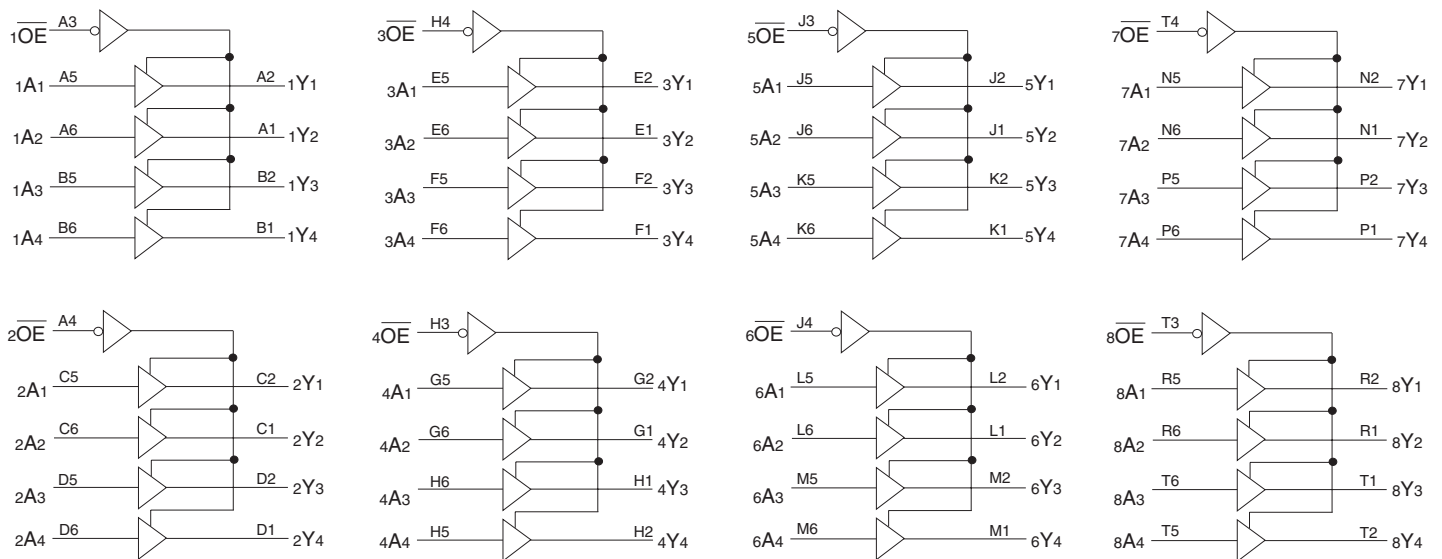 1OE A3 3OE H4 5OE J3 7OE T4
1A1 A5 A2 1Y1 3A1 E5 E2 3Y1 5A1 J5 J2 5Y1 7A1 N5 N2 7Y1
1A2 A6 A1 1Y2 3A2 E6 E1 3Y2 5A2 J6 J1 5Y2 7A2 N6 N1 7Y2
1A3 B5 B2 1Y3 3A3 F5 F2 3Y3 5A3 K5 K2 5Y3 7A3 P5 P2 7Y3
1A4 B6 B1 1Y4 3A4 F6 F1 3Y4 5A4 K6 K1 5Y4 7A4 P6 P1 7Y4
2OE A4 4OE H3 6OE J4 8OE T3
2A1 C5 C2 2Y1 4A1 G5 G2 4Y1 6A1 L5 L2 6Y1 8A1 R5 R2 8Y1
2A2 C6 C1 2Y2 4A2 G6 G1 4Y2 6A2 L6 L1 6Y2 8A2 R6 R1 8Y2
2A3 D5 D2 2Y3 4A3 H6 H1 4Y3 6A3 M5 M2 6Y3 8A3 T6 T1 8Y3
2A4 D6 D1 2Y4 4A4 H5 H2 4Y4 6A4 M6 M1 6Y4 8A4 T5 T2 8Y4